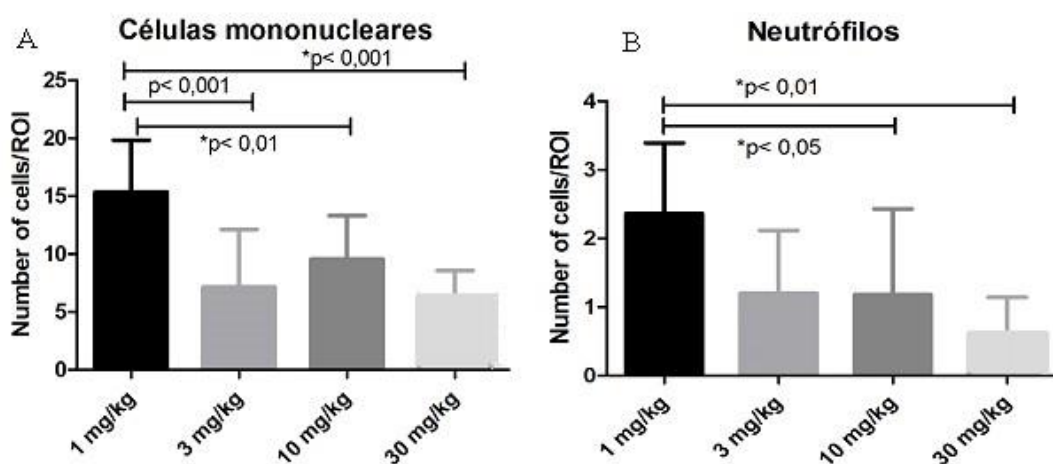 A
Células mononucleares
*p< 0,001
p< 0,001
*p< 0,01
Number of cells/ROI
25
20
15
10
5
0
1 mg/kg
3 mg/kg
10 mg/kg
30 mg/kg
B
Neutrófilos
*p< 0,01
*p< 0,05
Number of cells/ROI
4
3
2
1
0
1 mg/kg
3 mg/kg
10 mg/kg
30 mg/kg